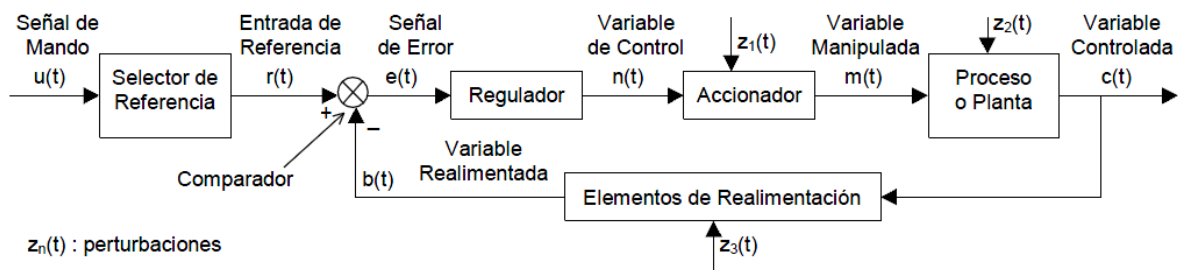 Señal de
Mando
u(t)
Selector de
Referencia
Entrada de
Referencia
r(t)
+
−
Comparador
Señal
de Error
e(t)
Regulador
Variable
de Control
n(t)
z1(t)
Accionador
Variable
Manipulada
m(t)
z2(t)
Proceso
o Planta
Variable
Controlada
c(t)
Variable
Realimentada
b(t)
Elementos de Realimentación
z3(t)
zn(t) : perturbaciones